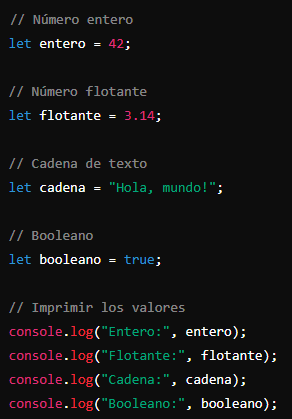 // Número entero
let entero = 42;
// Número flotante
let flotante = 3.14;
// Cadena de texto
let cadena = "Hola, mundo!";
// Booleano
let booleano = true;
// Imprimir los valores
console.log("Entero:", entero);
console.log("Flotante:", flotante);
console.log("Cadena:", cadena);
console.log("Booleano:", booleano);